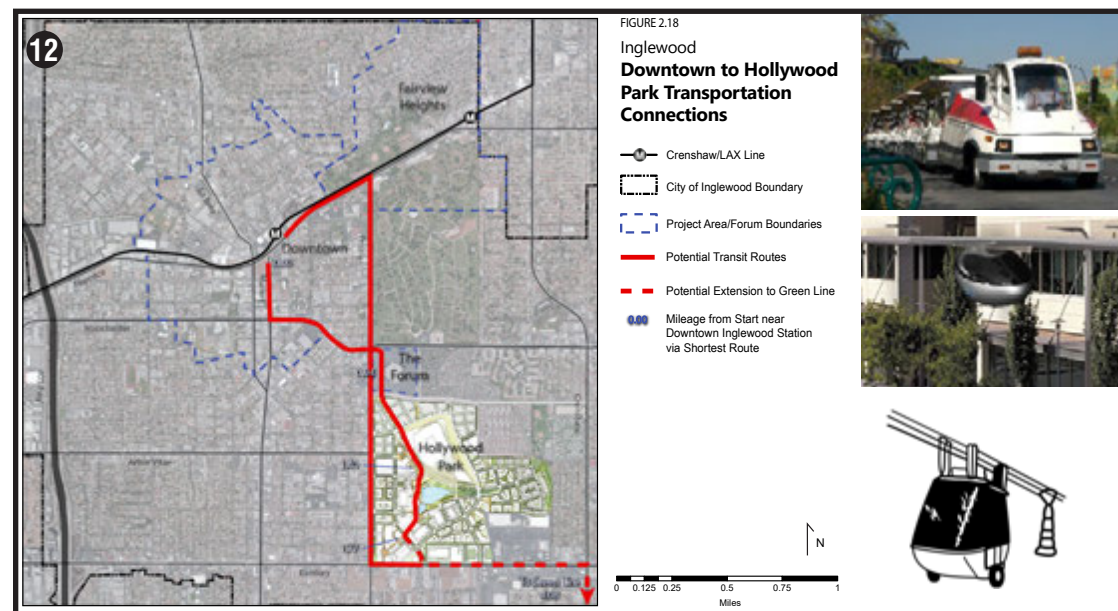 12
Fairview
Heights
Downtown
Manchester
The
Forum
Hollywood
Park
Century
FIGURE 2.18
Inglewood
Downtown to Hollywood
Park Transportation
Connections
M Crenshaw/LAX Line
City of Inglewood Boundary
Project Area/Forum Boundaries
Potential Transit Routes
Potential Extension to Green Line
0.00 Mileage from Start near
Downtown Inglewood Station
via Shortest Route
N
0 0.125 0.25 0.5 0.75 1
Miles